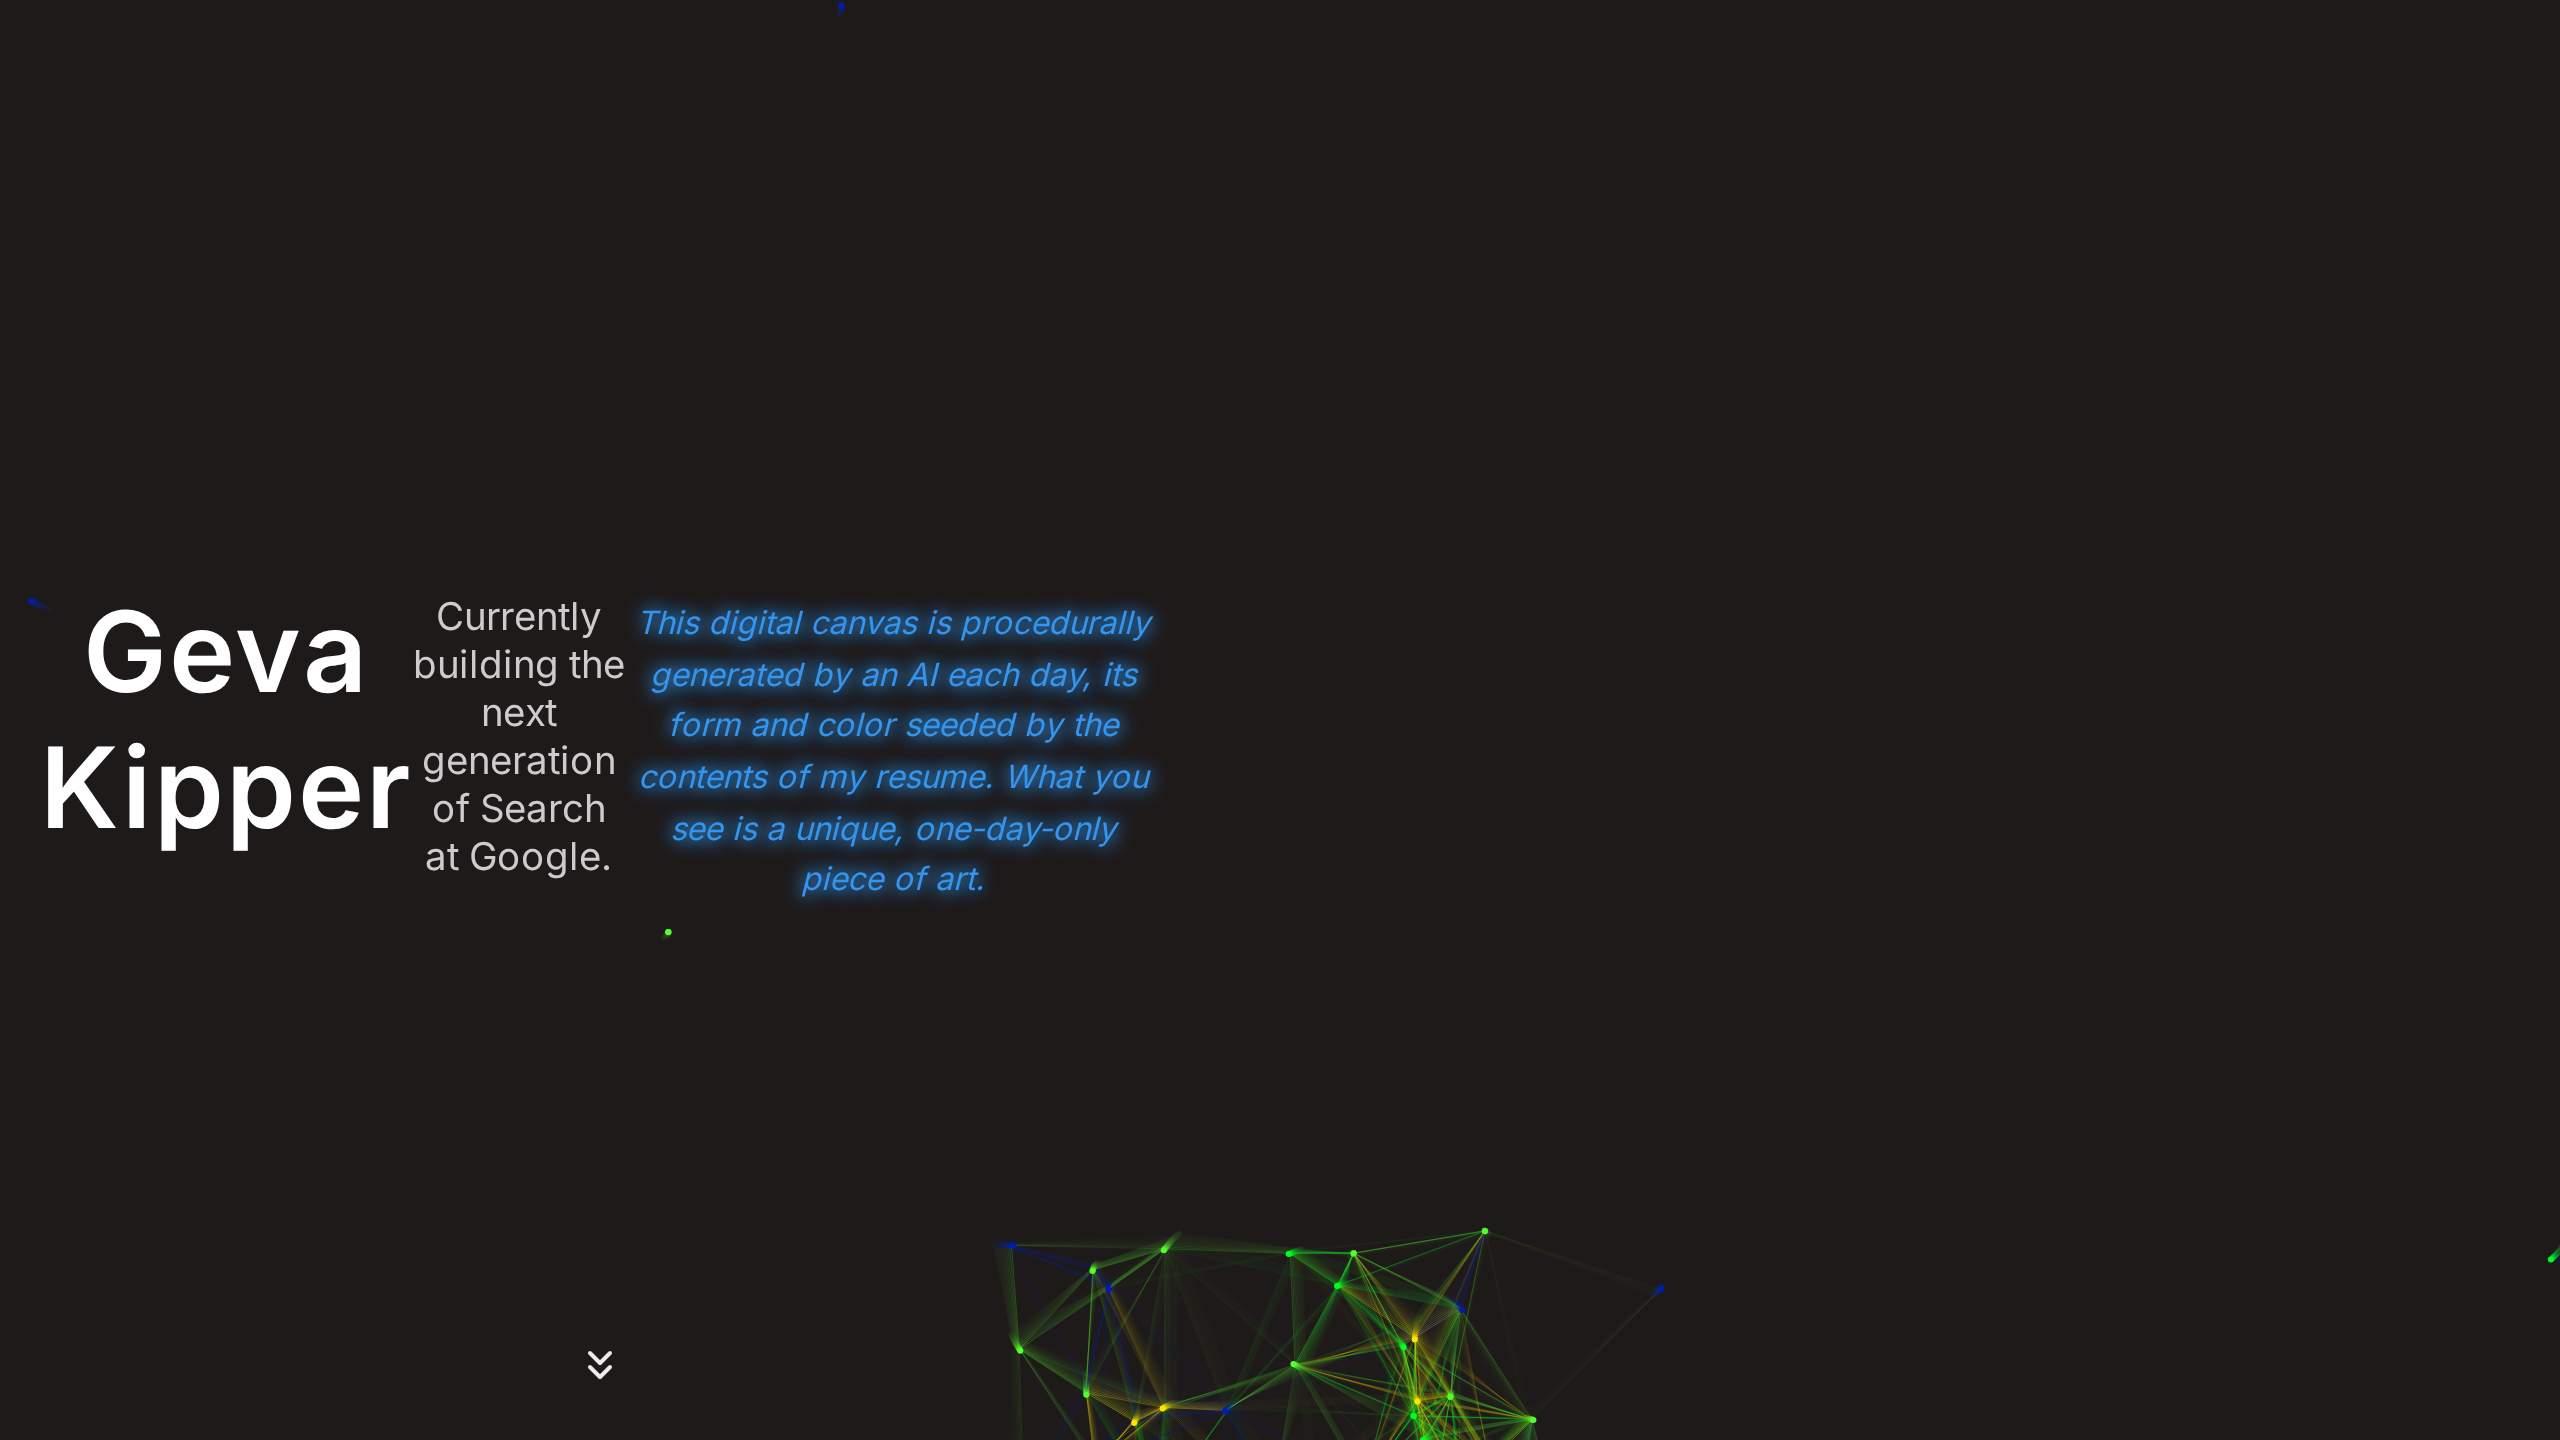 Geva
Kipper
Currently
building the
next
generation
of Search
at Google.
This digital canvas is procedurally
generated by an AI each day, its
form and color seeded by the
contents of my resume. What you
see is a unique, one-day-only
piece of art.